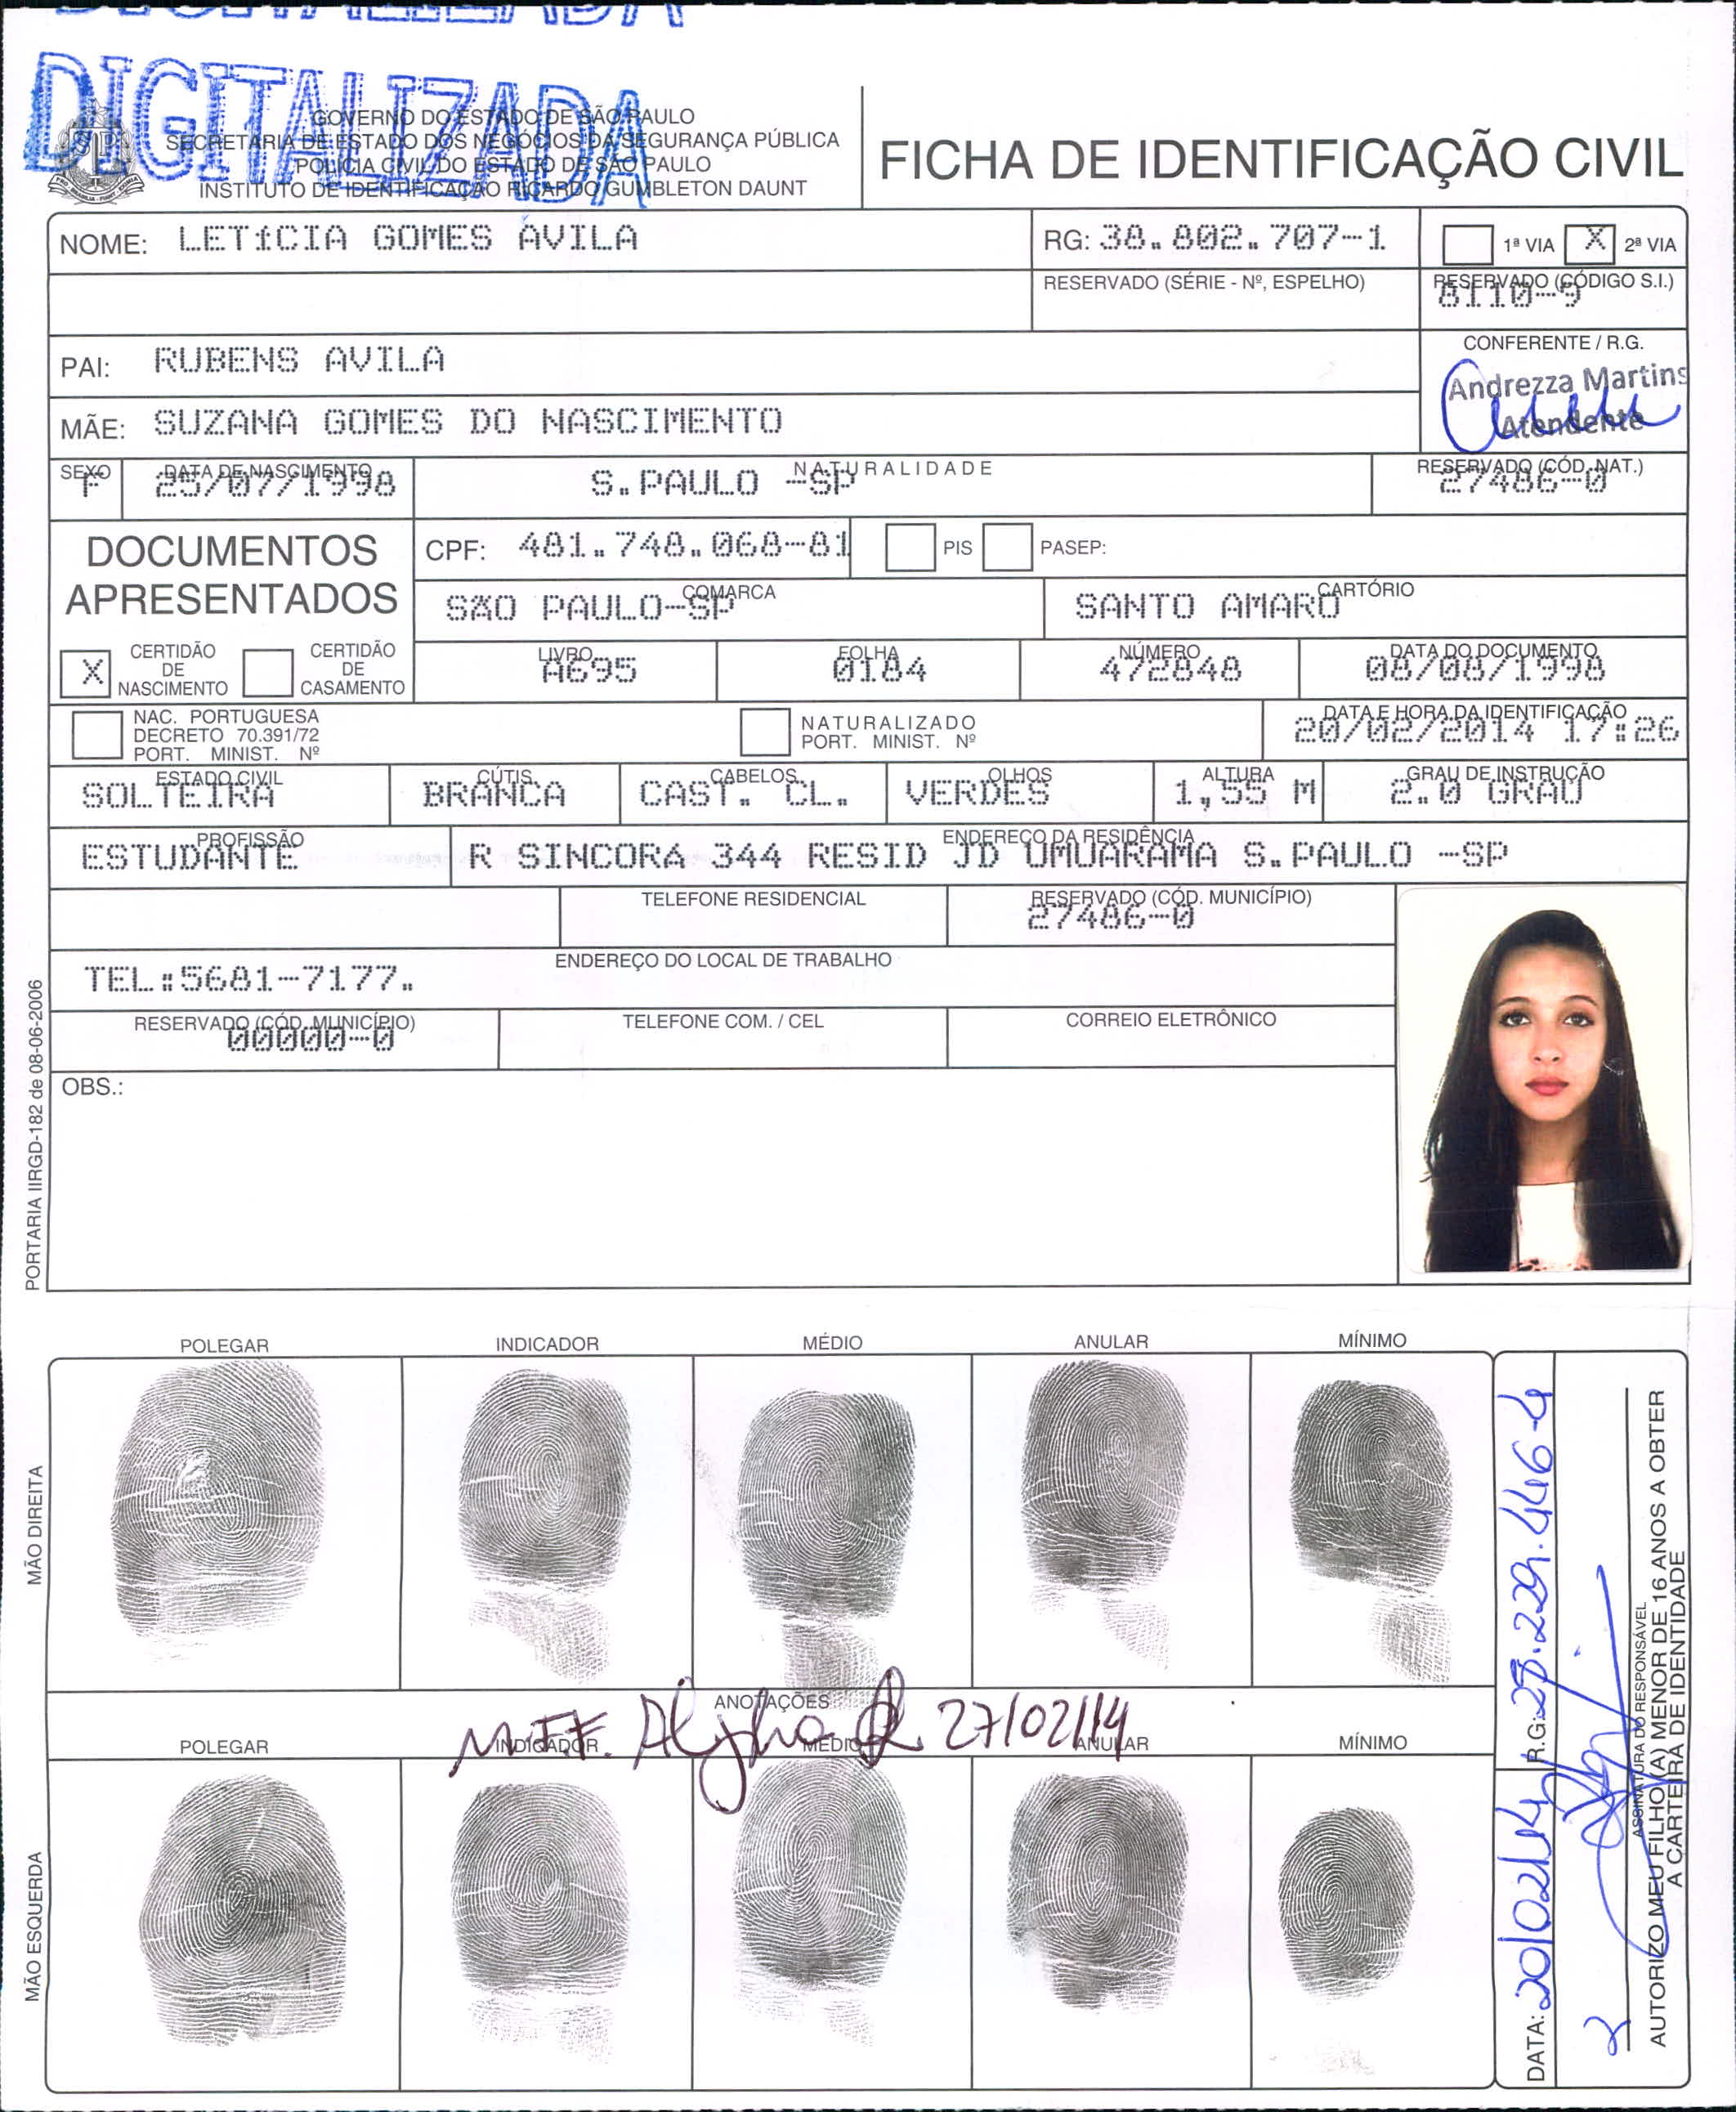 DIGITALIZADA
DIGITALIZADA
GOVERNO DO ESTADO DE SÃO PAULO
SECRETARIA DE ESTADO DOS NEGÓCIOS DA SEGURANÇA PÚBLICA
POLÍCIA CIVIL DO ESTADO DE SÃO PAULO
INSTITUTO DE IDENTIFICAÇÃO RICARDO GUMBLETON DAUNT
FICHA DE IDENTIFICAÇÃO CIVIL
NOME: LETíCIA GOMES ÁVILA RG: 38.802.707-1 1ª VIA X 2ª VIA
RESERVADO (SÉRIE - Nº, ESPELHO) RESERVADO (CÓDIGO S.I.)
8110-9
CONFERENTE / R.G.
PAI: RUBENS AVILA
Andrezza Martins
Atendente
MÃE: SUZANA GOMES DO NASCIMENTO
SEXO DATA DE NASCIMENTO NATURALIDADE RESERVADO (CÓD. NAT.)
F 25/07/1998 S.PAULO -SP 27486-0
DOCUMENTOS APRESENTADOS
CPF: 481.748.068-81 PIS PASEP:
COMARCA CARTÓRIO
SÃO PAULO-SP SANTO AMARO
X CERTIDÃO DE NASCIMENTO CERTIDÃO DE CASAMENTO
LIVRO FOLHA NÚMERO DATA DO DOCUMENTO
A695 0184 472848 08/08/1998
NAC. PORTUGUESA
DECRETO 70.391/72
PORT. MINIST. Nº
NATURALIZADO
PORT. MINIST. Nº
DATA E HORA DA IDENTIFICAÇÃO
20/02/2014 17:26
ESTADO CIVIL CÚTIS CABELOS OLHOS ALTURA GRAU DE INSTRUÇÃO
SOLTEIRA BRANCA CAST. CL. VERDES 1,55 M 2.0 GRAU
PROFISSÃO ENDEREÇO DA RESIDÊNCIA
ESTUDANTE R SINCORÁ 344 RESID JD UMUARAMA S.PAULO -SP
TELEFONE RESIDENCIAL RESERVADO (CÓD. MUNICÍPIO)
27486-0
ENDEREÇO DO LOCAL DE TRABALHO
TEL:5681-7177.
RESERVADO (CÓD. MUNICÍPIO) TELEFONE COM. / CEL CORREIO ELETRÔNICO
00000-0
OBS.:
PORTARIA IIRGD-182 de 08-06-2006
POLEGAR INDICADOR MÉDIO ANULAR MÍNIMO
MÃO DIREITA
ANOTAÇÕES
27/02/14
POLEGAR INDICADOR MÉDIO ANULAR MÍNIMO
MÃO ESQUERDA
DATA: 20/02/14 R.G.:
ASSINATURA DO RESPONSÁVEL
AUTORIZO MEU FILHO (A) MENOR DE 16 ANOS A OBTER
A CARTEIRA DE IDENTIDADE